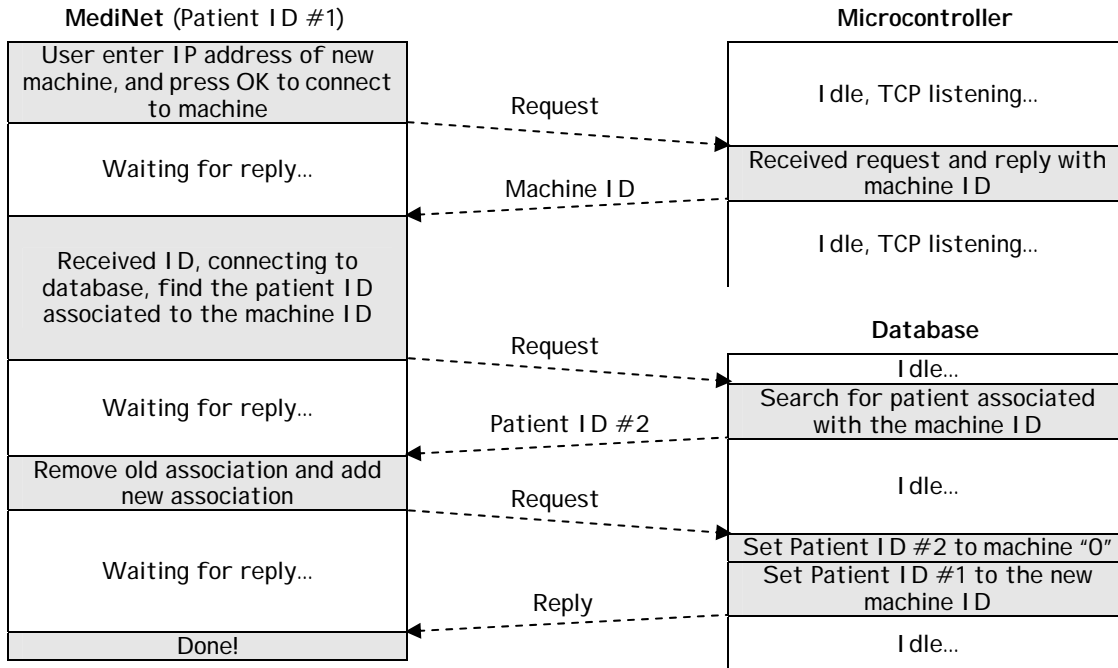 MediNet (Patient ID #1)
User enter IP address of new
machine, and press OK to connect
to machine
Waiting for reply...
Received ID, connecting to
database, find the patient ID
associated to the machine ID
Waiting for reply...
Remove old association and add
new association
Waiting for reply...
Done!
Request
Machine ID
Request
Patient ID #2
Request
Reply
Microcontroller
Idle, TCP listening...
Received request and reply with
machine ID
Idle, TCP listening...
Database
Idle...
Search for patient associated
with the machine ID
Idle...
Set Patient ID #2 to machine “0”
Set Patient ID #1 to the new
machine ID
Idle...